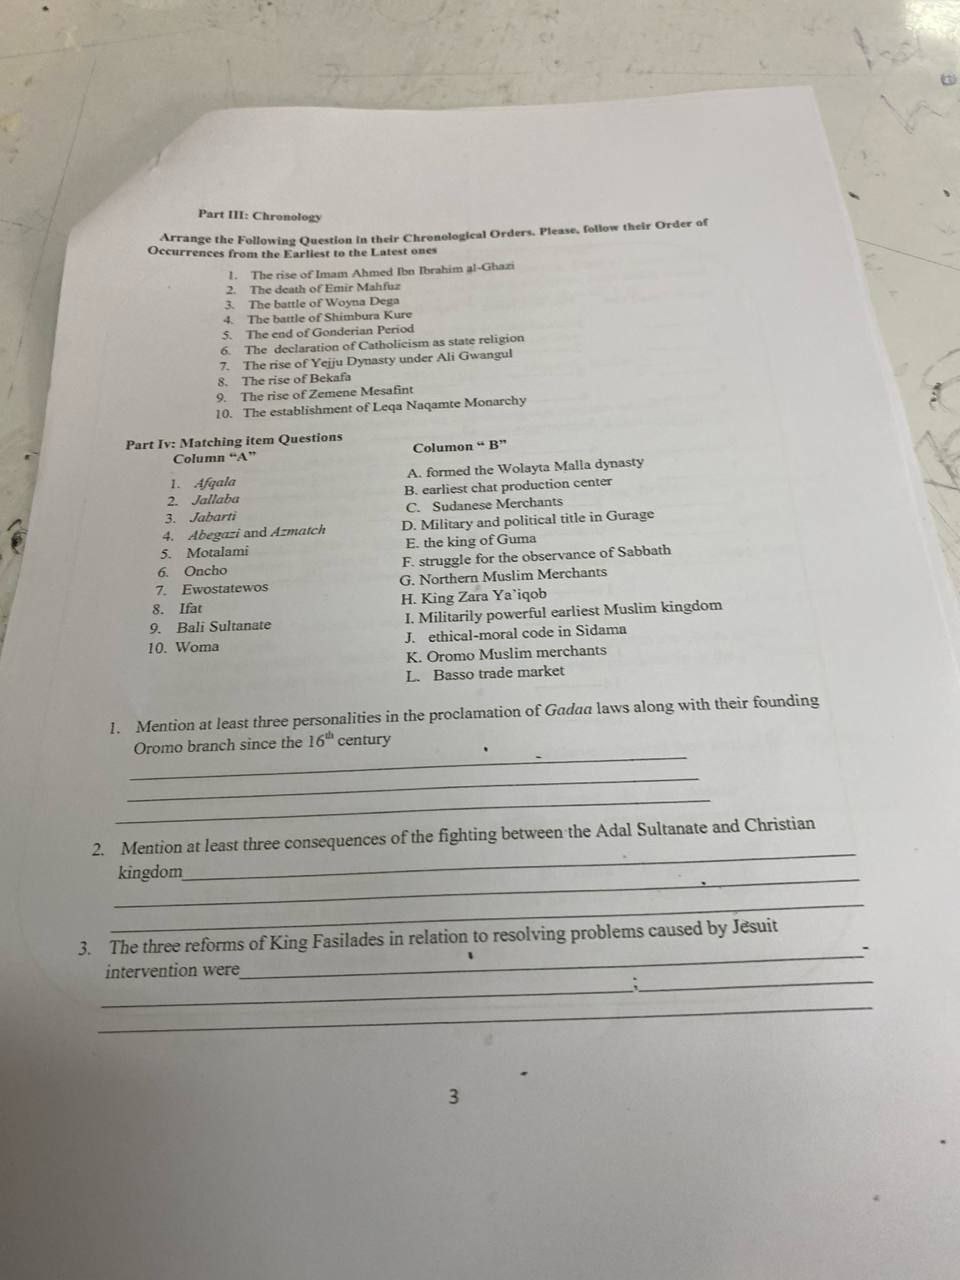 Part III: Chronology
Arrange the Following Question in their Chronological Orders. Please, follow their Order of
Occurrences from the Earliest to the Latest ones
1. The rise of Imam Ahmed Ibn Ibrahim al-Ghazi
2. The death of Emir Mahfuz
3. The battle of Woyna Dega
4. The battle of Shimbura Kure
5. The end of Gonderian Period
6. The declaration of Catholicism as state religion
7. The rise of Yejju Dynasty under Ali Gwangul
8. The rise of Bekafa
9. The rise of Zemene Mesafint
10. The establishment of Leqa Naqamte Monarchy
Part Iv: Matching item Questions
Column “A”
Columon “ B”
1. Afqala
2. Jallaba
3. Jabarti
4. Abegazi and Azmatch
5. Motalami
6. Oncho
7. Ewostatewos
8. Ifat
9. Bali Sultanate
10. Woma
A. formed the Wolayta Malla dynasty
B. earliest chat production center
C. Sudanese Merchants
D. Military and political title in Gurage
E. the king of Guma
F. struggle for the observance of Sabbath
G. Northern Muslim Merchants
H. King Zara Ya’iqob
I. Militarily powerful earliest Muslim kingdom
J. ethical-moral code in Sidama
K. Oromo Muslim merchants
L. Basso trade market
1. Mention at least three personalities in the proclamation of Gadaa laws along with their founding
Oromo branch since the 16th century
2. Mention at least three consequences of the fighting between the Adal Sultanate and Christian
kingdom
3. The three reforms of King Fasilades in relation to resolving problems caused by Jesuit
intervention were
;
3